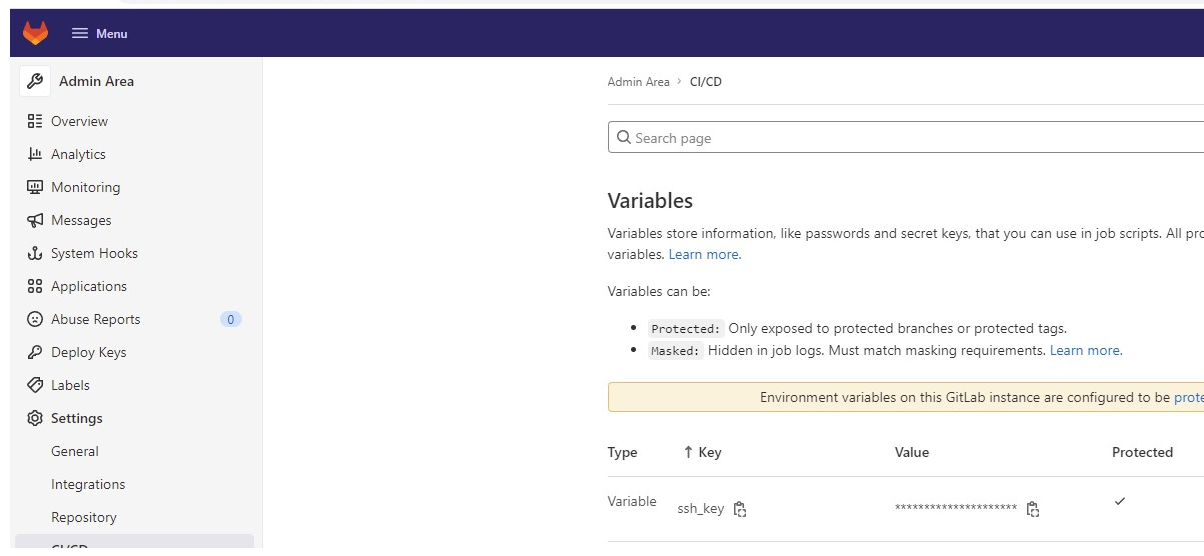 Menu
Admin Area
Overview
Analytics
Monitoring
Messages
System Hooks
Applications
Abuse Reports 0
Deploy Keys
Labels
Settings
General
Integrations
Repository
CI/CD
Admin Area › CI/CD
Search page
Variables
Variables store information, like passwords and secret keys, that you can use in job scripts. All pro
variables. Learn more.
Variables can be:
• Protected: Only exposed to protected branches or protected tags.
• Masked: Hidden in job logs. Must match masking requirements. Learn more.
Environment variables on this GitLab instance are configured to be prote
Type ↑ Key Value Protected
Variable ssh_key ********************* ✓